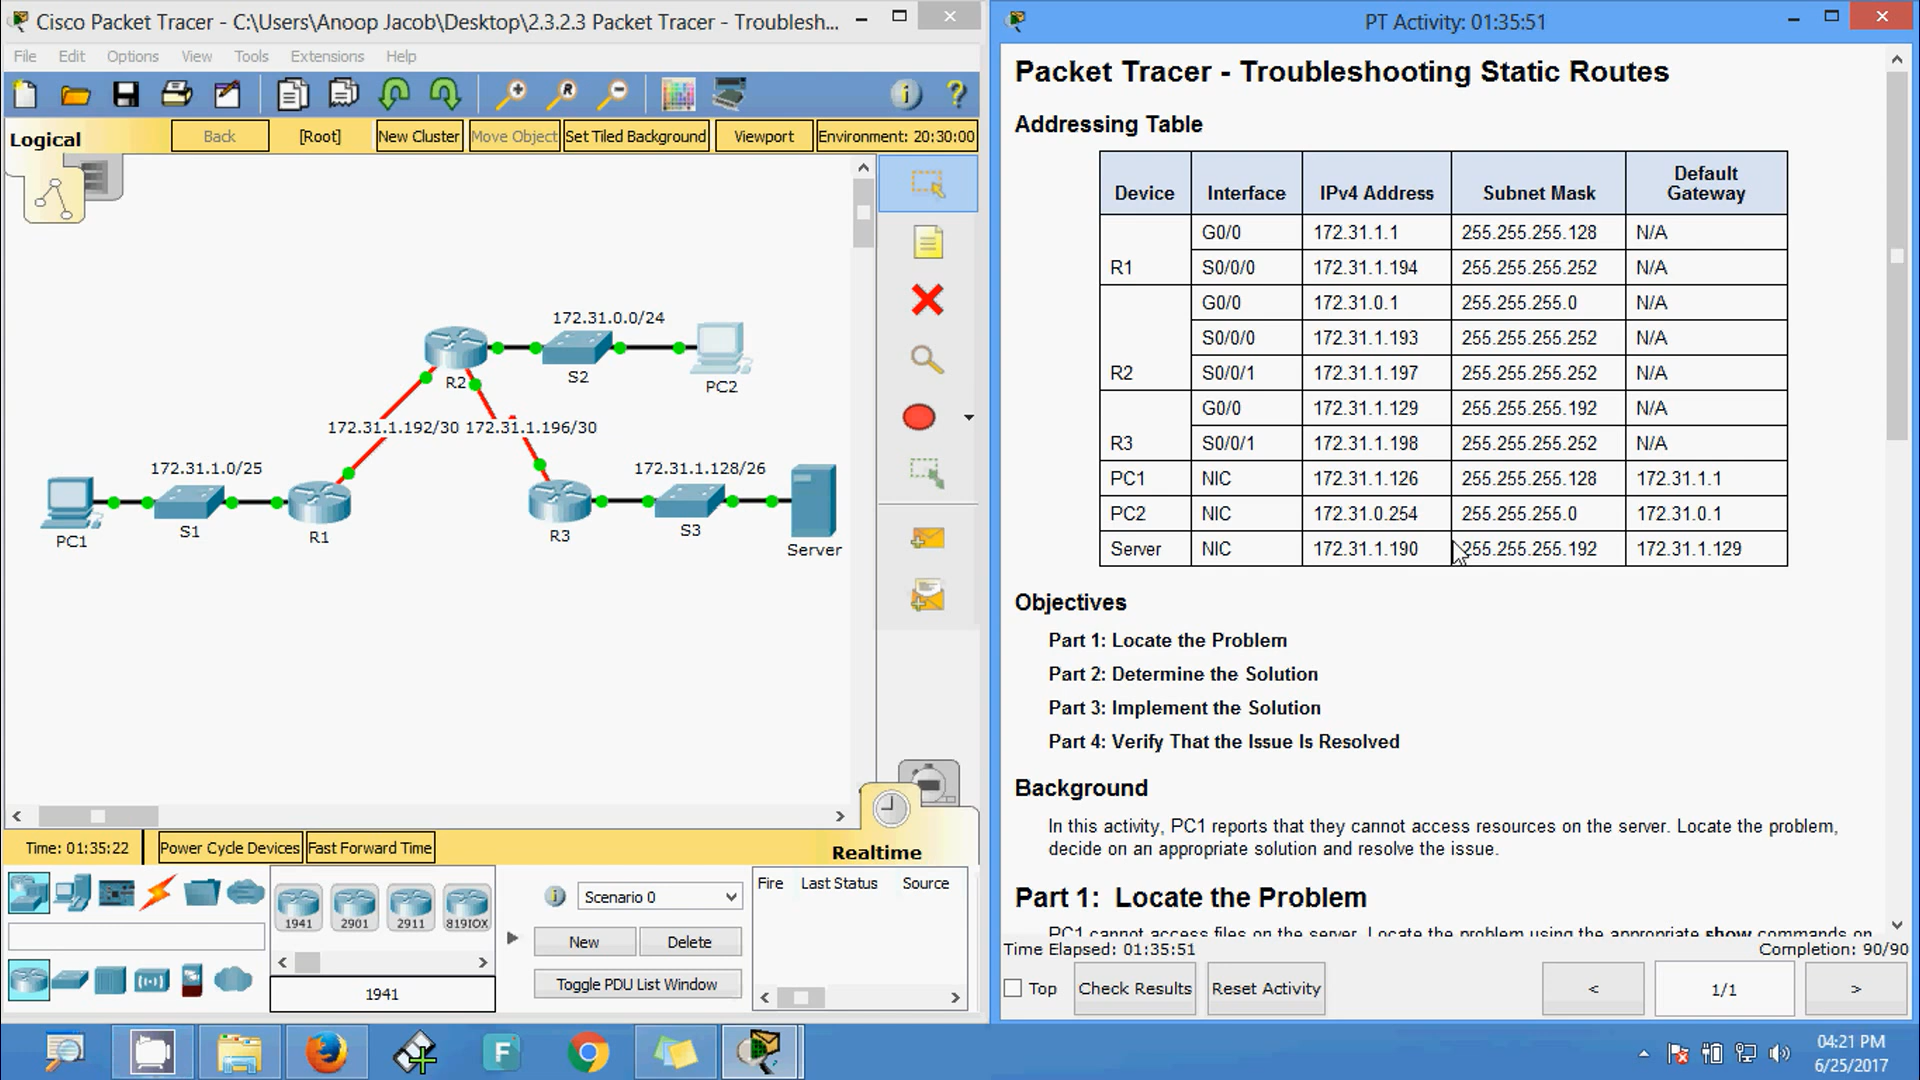 Cisco Packet Tracer - C:\Users\Anoop Jacob\Desktop\2.3.2.3 Packet Tracer - Troublesh...
File Edit Options View Tools Extensions Help
Logical
Back
[Root]
New Cluster
Move Object
Set Tiled Background
Viewport
Environment: 20:30:00
172.31.0.0/24
R2
S2
PC2
172.31.1.192/30
172.31.1.196/30
172.31.1.0/25
172.31.1.128/26
PC1
S1
R1
R3
S3
Server
Time: 01:35:22
Power Cycle Devices
Fast Forward Time
Realtime
1941
2901
2911
819IOX
1941
Scenario 0
New
Delete
Toggle PDU List Window
Fire Last Status Source
PT Activity: 01:35:51
Packet Tracer - Troubleshooting Static Routes
Addressing Table
Device Interface IPv4 Address Subnet Mask Default Gateway
R1
G0/0 172.31.1.1 255.255.255.128 N/A
S0/0/0 172.31.1.194 255.255.255.252 N/A
R2
G0/0 172.31.0.1 255.255.255.0 N/A
S0/0/0 172.31.1.193 255.255.255.252 N/A
S0/0/1 172.31.1.197 255.255.255.252 N/A
R3
G0/0 172.31.1.129 255.255.255.192 N/A
S0/0/1 172.31.1.198 255.255.255.252 N/A
PC1 NIC 172.31.1.126 255.255.255.128 172.31.1.1
PC2 NIC 172.31.0.254 255.255.255.0 172.31.0.1
Server NIC 172.31.1.190 255.255.255.192 172.31.1.129
Objectives
Part 1: Locate the Problem
Part 2: Determine the Solution
Part 3: Implement the Solution
Part 4: Verify That the Issue Is Resolved
Background
In this activity, PC1 reports that they cannot access resources on the server. Locate the problem,
decide on an appropriate solution and resolve the issue.
Part 1: Locate the Problem
PC1 cannot access files on the server. Locate the problem using the appropriate show commands on
Time Elapsed: 01:35:51
Completion: 90/90
Top
Check Results
Reset Activity
<
1/1
>
04:21 PM
6/25/2017